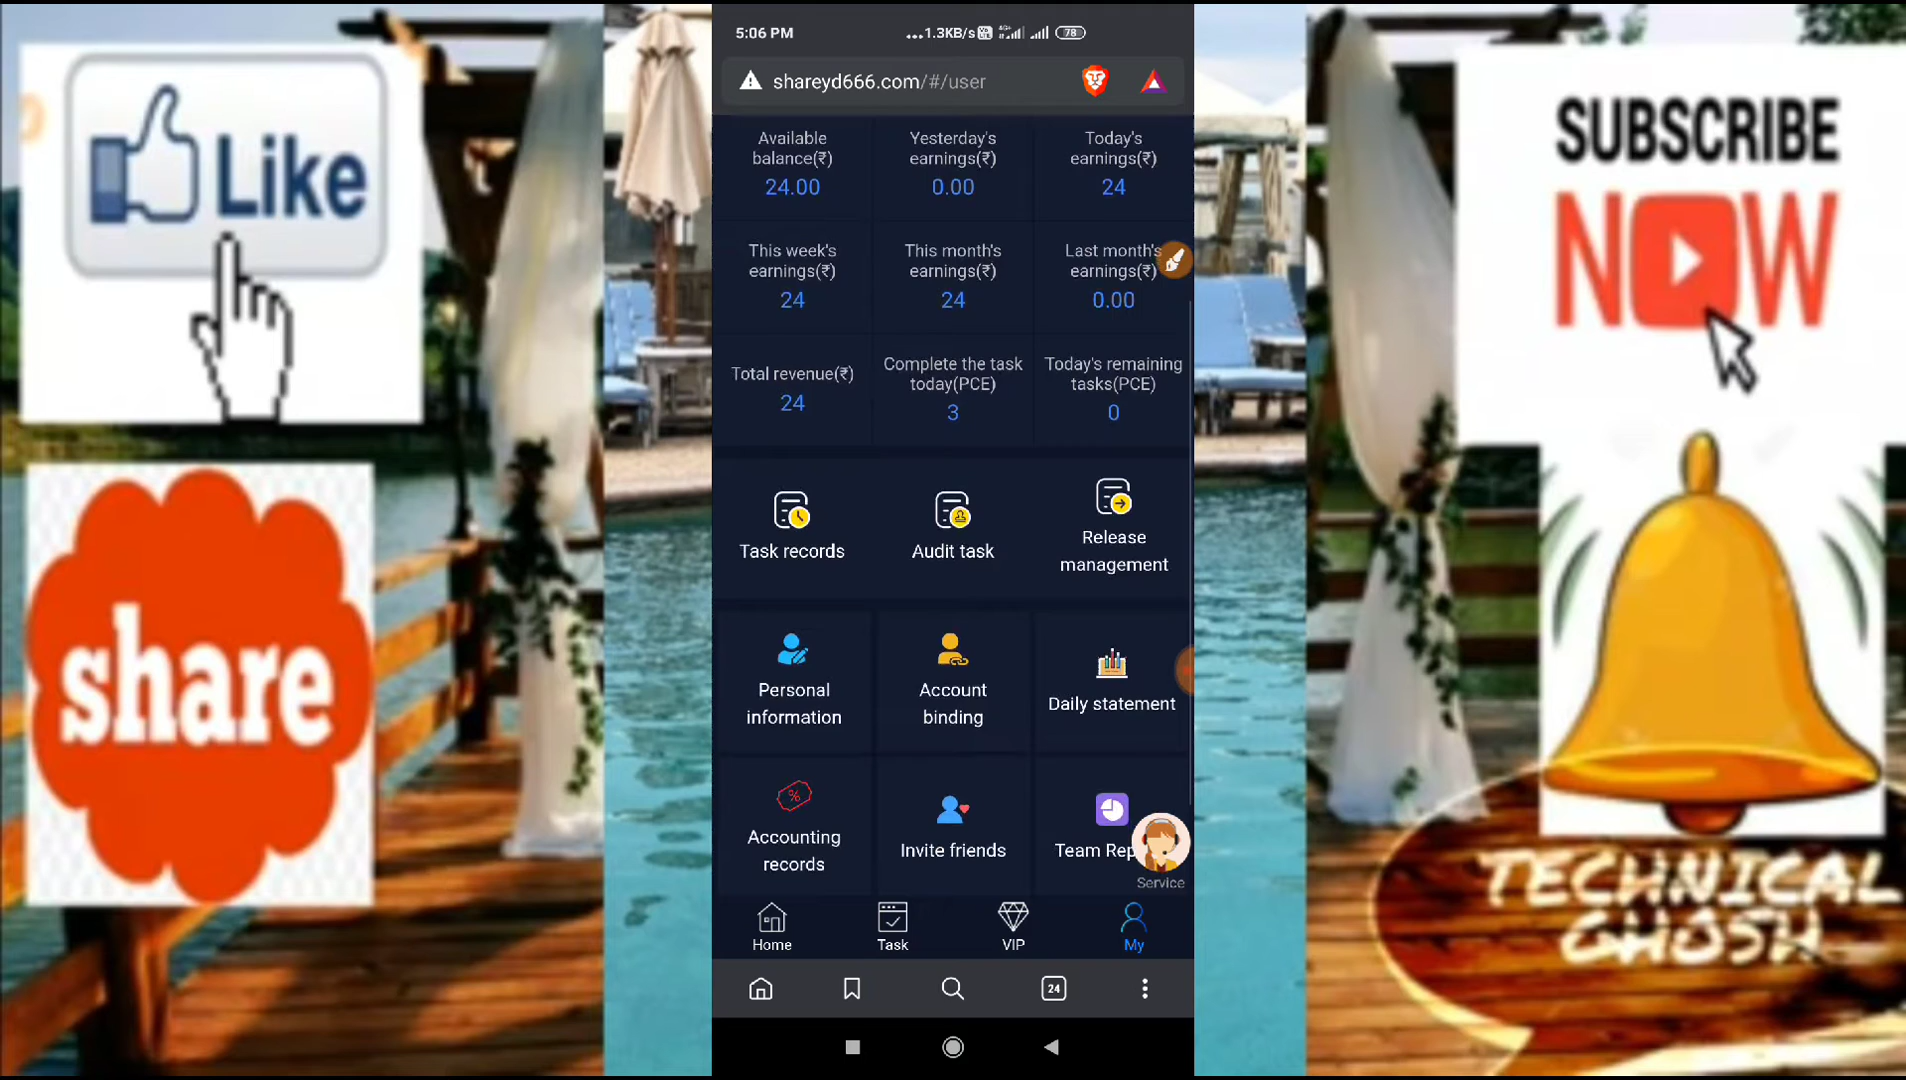 Like
share
5:06 PM
...1.3KB/s
4G+
78
shareyd666.com/#/user
Available
balance(₹)
24.00
Yesterday's
earnings(₹)
0.00
Today's
earnings(₹)
24
This week's
earnings(₹)
24
This month's
earnings(₹)
24
Last month's
earnings(₹)
0.00
Total revenue(₹)
24
Complete the task
today(PCE)
3
Today's remaining
tasks(PCE)
0
Task records
Audit task
Release
management
Personal
information
Account
binding
Daily statement
%
Accounting
records
Invite friends
Team Rep
Service
Home
Task
VIP
My
24
SUBSCRIBE
NOW
TECHNICAL
GHOSH